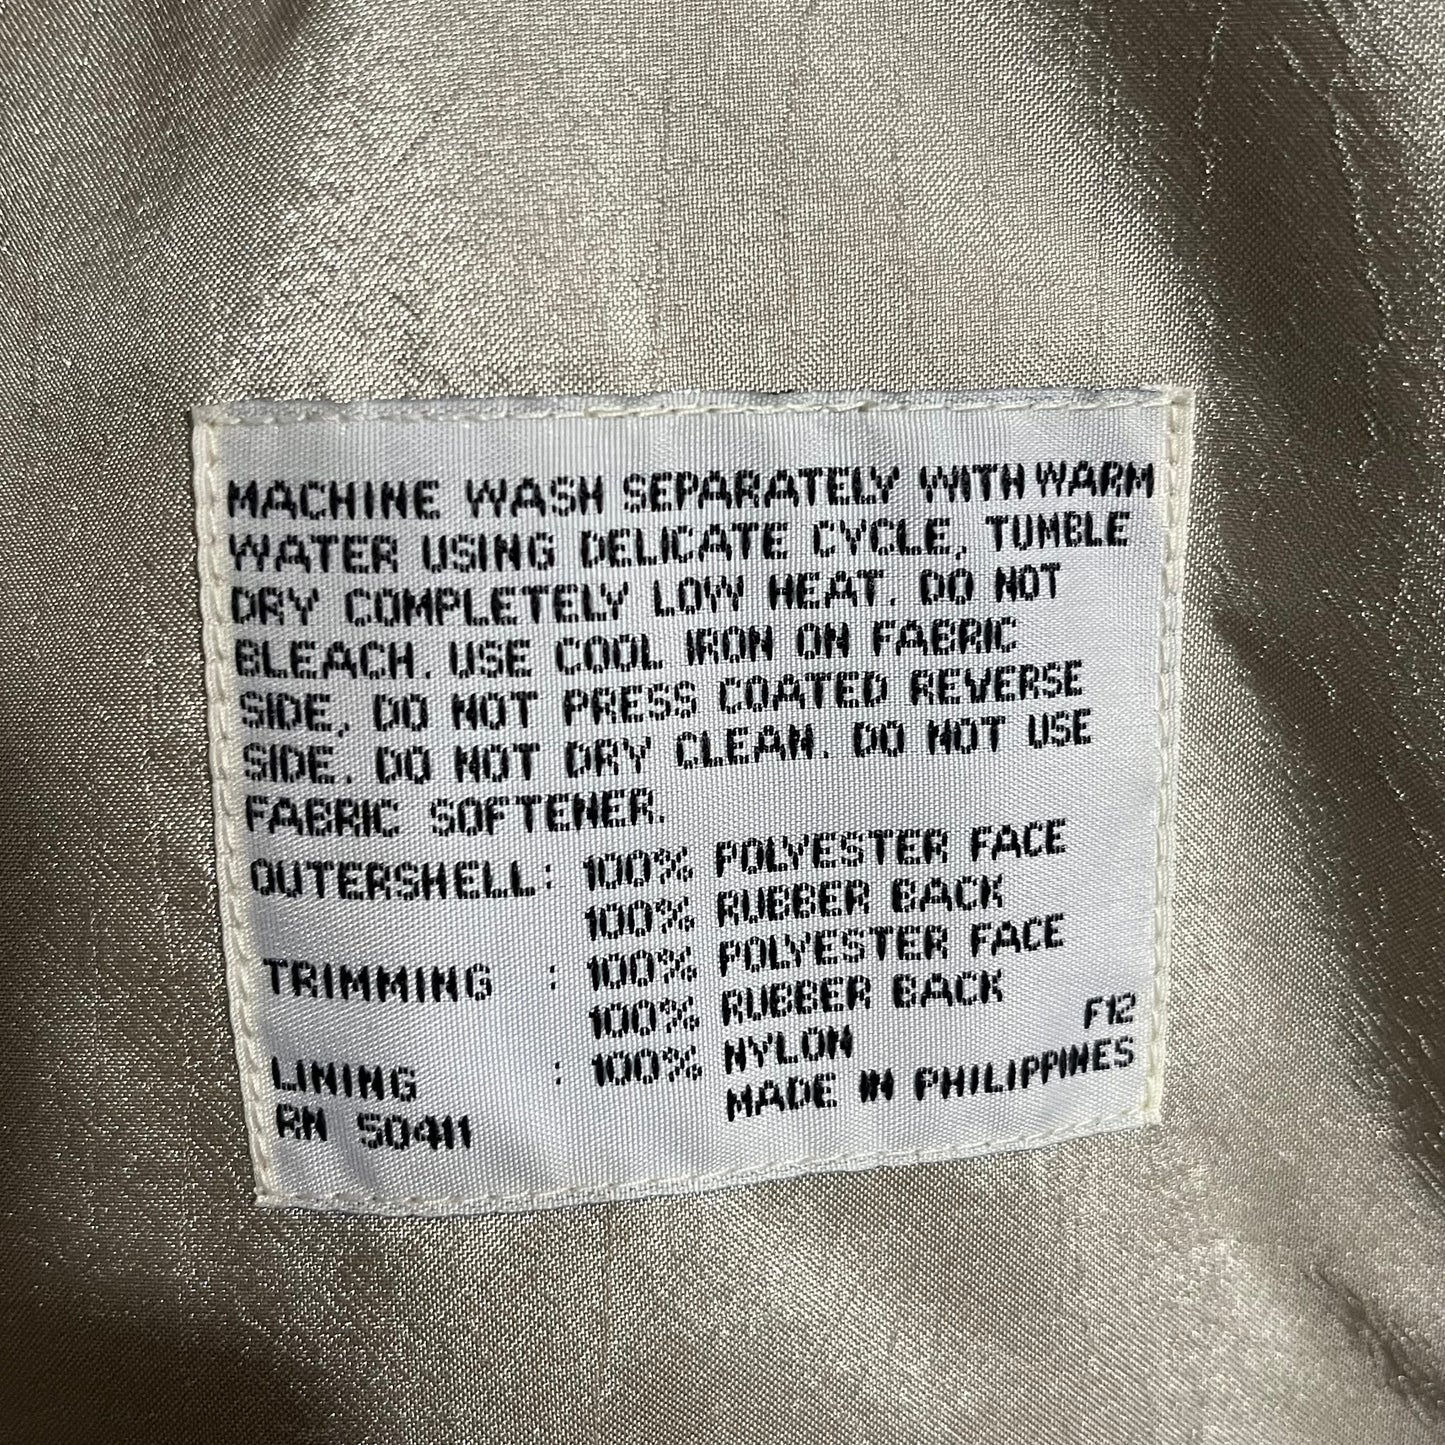 MACHINE WASH SEPARATELY WITH WARM
WATER USING DELICATE CYCLE. TUMBLE
DRY COMPLETELY LOW HEAT. DO NOT
BLEACH. USE COOL IRON ON FABRIC
SIDE. DO NOT PRESS COATED REVERSE
SIDE. DO NOT DRY CLEAN. DO NOT USE
FABRIC SOFTENER.
OUTERSHELL : 100% POLYESTER FACE
100% RUBBER BACK
TRIMMING : 100% POLYESTER FACE
100% RUBBER BACK
LINING : 100% NYLON F12
RN 50411 MADE IN PHILIPPINES